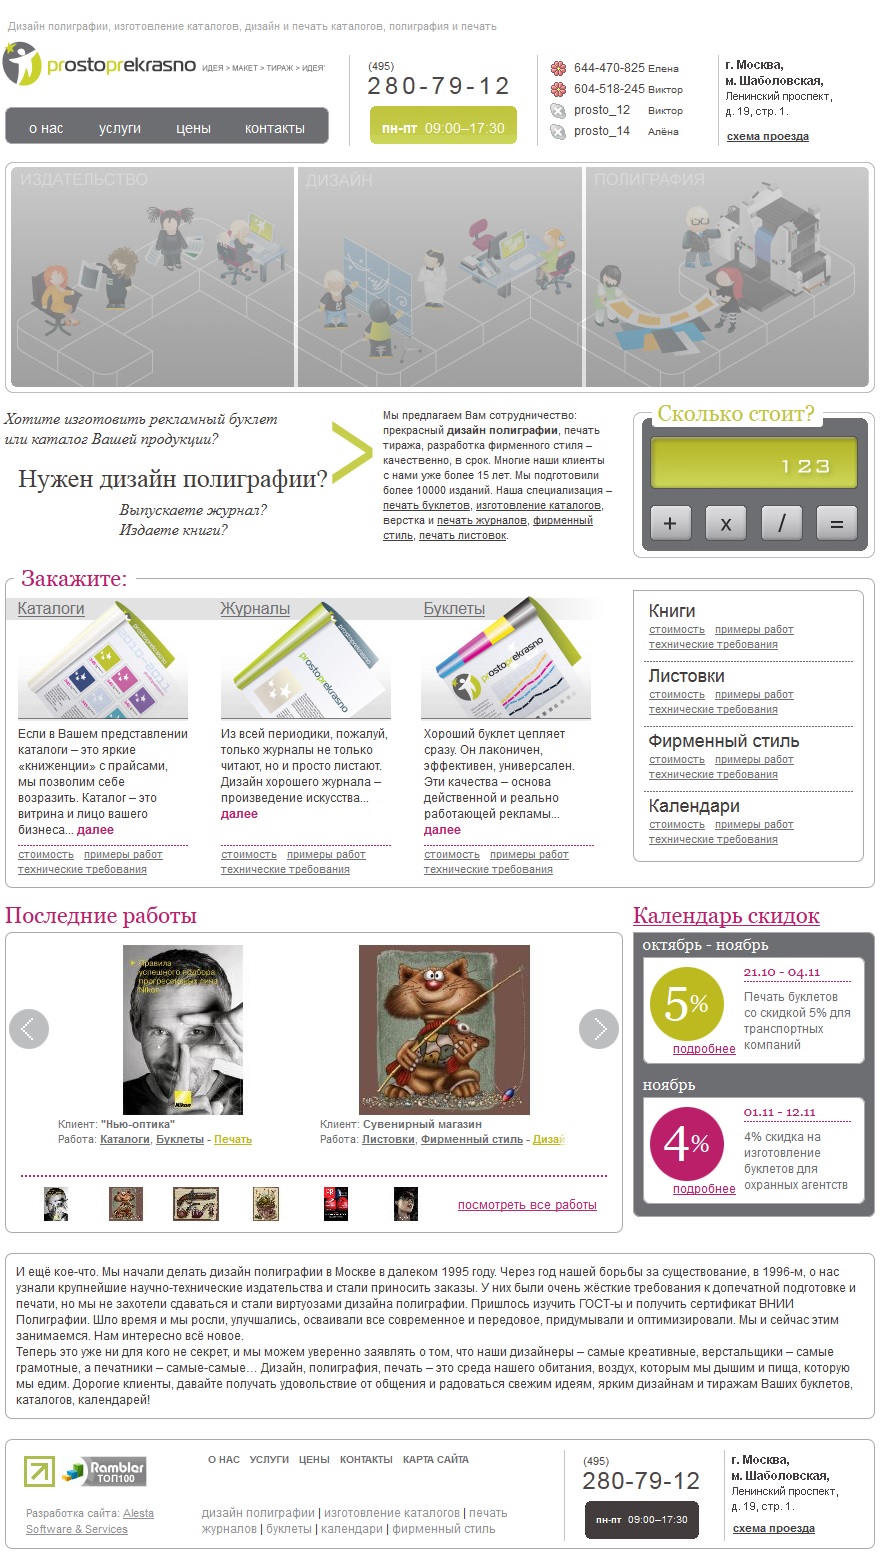 Дизайн полиграфии, изготовление каталогов, дизайн и печать каталогов, полиграфия и печать
prostoprekrasno ИДЕЯ > МАКЕТ > ТИРАЖ > ИДЕЯ
о нас услуги цены контакты
(495)
280-79-12
пн-пт 09:00–17:30
644-470-825 Елена
604-518-245 Виктор
prosto_12 Виктор
prosto_14 Алёна
г. Москва,
м. Шаболовская,
Ленинский проспект,
д. 19, стр. 1.
схема проезда
ИЗДАТЕЛЬСТВО ДИЗАЙН ПОЛИГРАФИЯ
Хотите изготовить рекламный буклет
или каталог Вашей продукции?
Нужен дизайн полиграфии?
Выпускаете журнал?
Издаете книги?
Мы предлагаем Вам сотрудничество:
прекрасный дизайн полиграфии, печать
тиража, разработка фирменного стиля –
качественно, в срок. Многие наши клиенты
с нами уже более 15 лет. Мы подготовили
более 10000 изданий. Наша специализация –
печать буклетов, изготовление каталогов,
верстка и печать журналов, фирменный
стиль, печать листовок.
Сколько стоит?
123
+ x / =
Закажите:
Каталоги
prostoprekrasno
2010-2011
Если в Вашем представлении
каталоги – это яркие
«книженции» с прайсами,
мы позволим себе
возразить. Каталог – это
витрина и лицо вашего
бизнеса... далее
стоимость примеры работ
технические требования
Журналы
prostoprekrasno
prostoprekrasno
Из всей периодики, пожалуй,
только журналы не только
читают, но и просто листают.
Дизайн хорошего журнала –
произведение искусства...
далее
стоимость примеры работ
технические требования
Буклеты
prostoprekrasno
Хороший буклет цепляет
сразу. Он лаконичен,
эффективен, универсален.
Эти качества – основа
действенной и реально
работающей рекламы...
далее
стоимость примеры работ
технические требования
Книги
стоимость примеры работ
технические требования
Листовки
стоимость примеры работ
технические требования
Фирменный стиль
стоимость примеры работ
технические требования
Календари
стоимость примеры работ
технические требования
Последние работы
Правила
успешного подбора
прогрессивных линз
Nikon
Nikon
Клиент: "Нью-оптика"
Работа: Каталоги, Буклеты - Печать
Клиент: Сувенирный магазин
Работа: Листовки, Фирменный стиль - Дизай
посмотреть все работы
Календарь скидок
октябрь - ноябрь
5%
21.10 - 04.11
Печать буклетов
со скидкой 5% для
транспортных
компаний
подробнее
ноябрь
4%
01.11 - 12.11
4% скидка на
изготовление
буклетов для
охранных агентств
подробнее
И ещё кое-что. Мы начали делать дизайн полиграфии в Москве в далеком 1995 году. Через год нашей борьбы за существование, в 1996-м, о нас
узнали крупнейшие научно-технические издательства и стали приносить заказы. У них были очень жёсткие требования к допечатной подготовке и
печати, но мы не захотели сдаваться и стали виртуозами дизайна полиграфии. Пришлось изучить ГОСТ-ы и получить сертификат ВНИИ
Полиграфии. Шло время и мы росли, улучшались, осваивали все современное и передовое, придумывали и оптимизировали. Мы и сейчас этим
занимаемся. Нам интересно всё новое.
Теперь это уже ни для кого не секрет, и мы можем уверенно заявлять о том, что наши дизайнеры – самые креативные, верстальщики – самые
грамотные, а печатники – самые-самые… Дизайн, полиграфия, печать – это среда нашего обитания, воздух, которым мы дышим и пища, которую
мы едим. Дорогие клиенты, давайте получать удовольствие от общения и радоваться свежим идеям, ярким дизайнам и тиражам Ваших буклетов,
каталогов, календарей!
Rambler
ТОП100
Разработка сайта: Alesta
Software & Services
О НАС УСЛУГИ ЦЕНЫ КОНТАКТЫ КАРТА САЙТА
дизайн полиграфии | изготовление каталогов | печать
журналов | буклеты | календари | фирменный стиль
(495)
280-79-12
пн-пт 09:00–17:30
г. Москва,
м. Шаболовская,
Ленинский проспект,
д. 19, стр. 1.
схема проезда